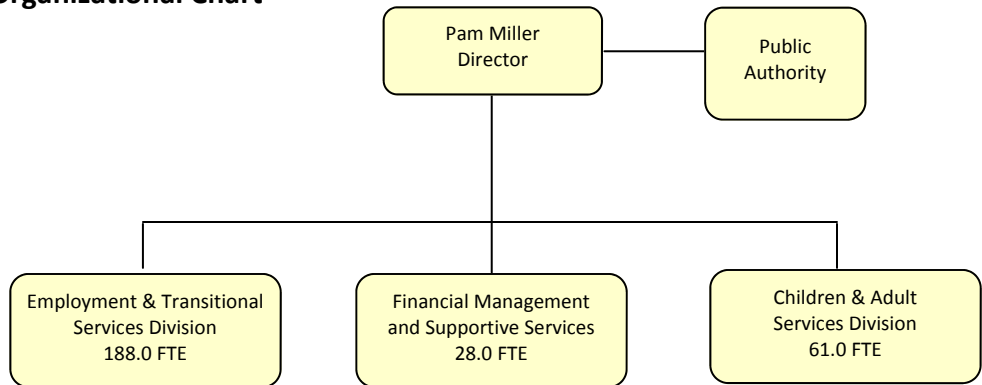 Organizational Chart
Pam Miller
Director
Public
Authority
Employment & Transitional
Services Division
188.0 FTE
Financial Management
and Supportive Services
28.0 FTE
Children & Adult
Services Division
61.0 FTE